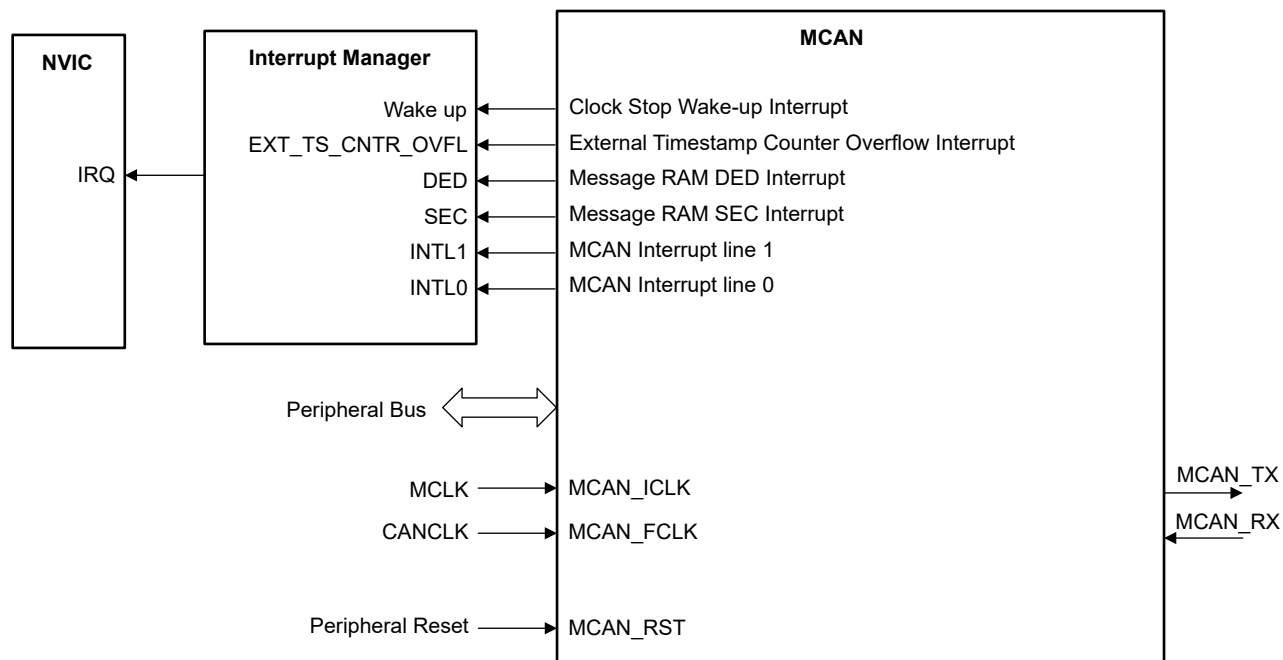 NVIC
IRQ
Interrupt Manager
Wake up
EXT_TS_CNTR_OVFL
DED
SEC
INTL1
INTL0
MCAN
Clock Stop Wake-up Interrupt
External Timestamp Counter Overflow Interrupt
Message RAM DED Interrupt
Message RAM SEC Interrupt
MCAN Interrupt line 1
MCAN Interrupt line 0
Peripheral Bus
MCLK
MCAN_ICLK
CANCLK
MCAN_FCLK
Peripheral Reset
MCAN_RST
MCAN_TX
MCAN_RX